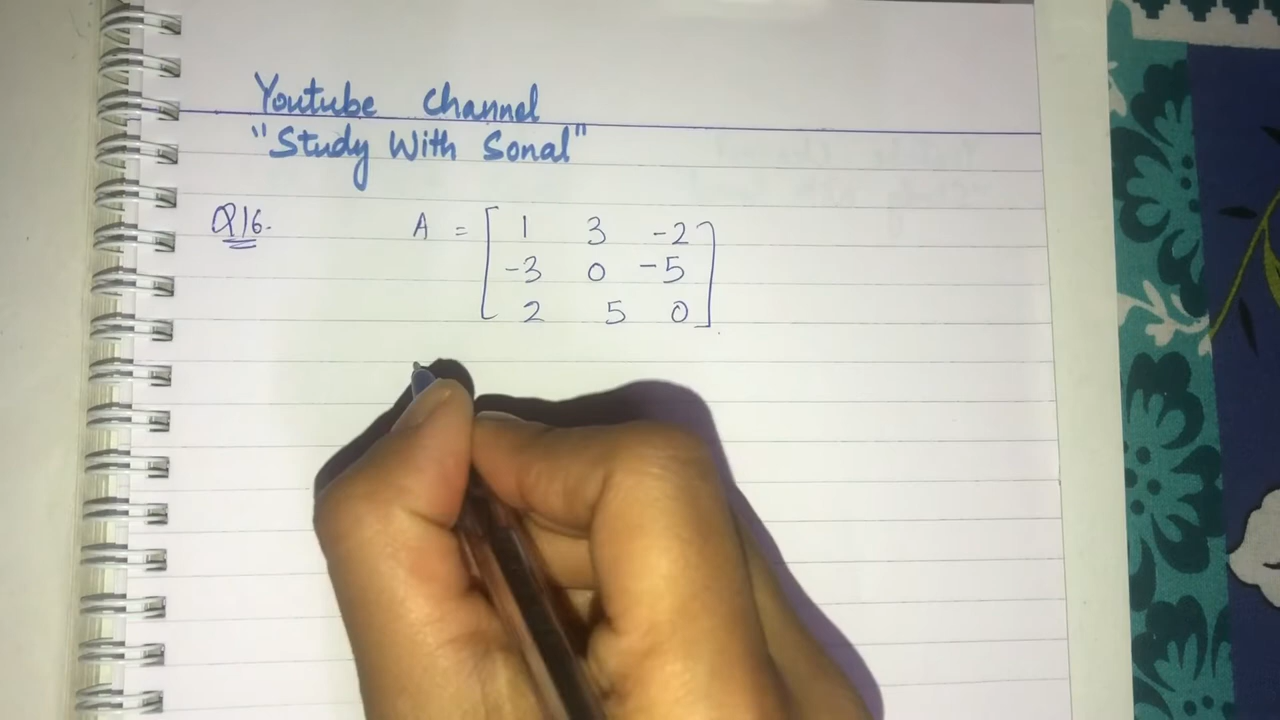 Youtube Channel
"Study With Sonal"
Q16. A = [ 1 3 -2
-3 0 -5
2 5 0 ]